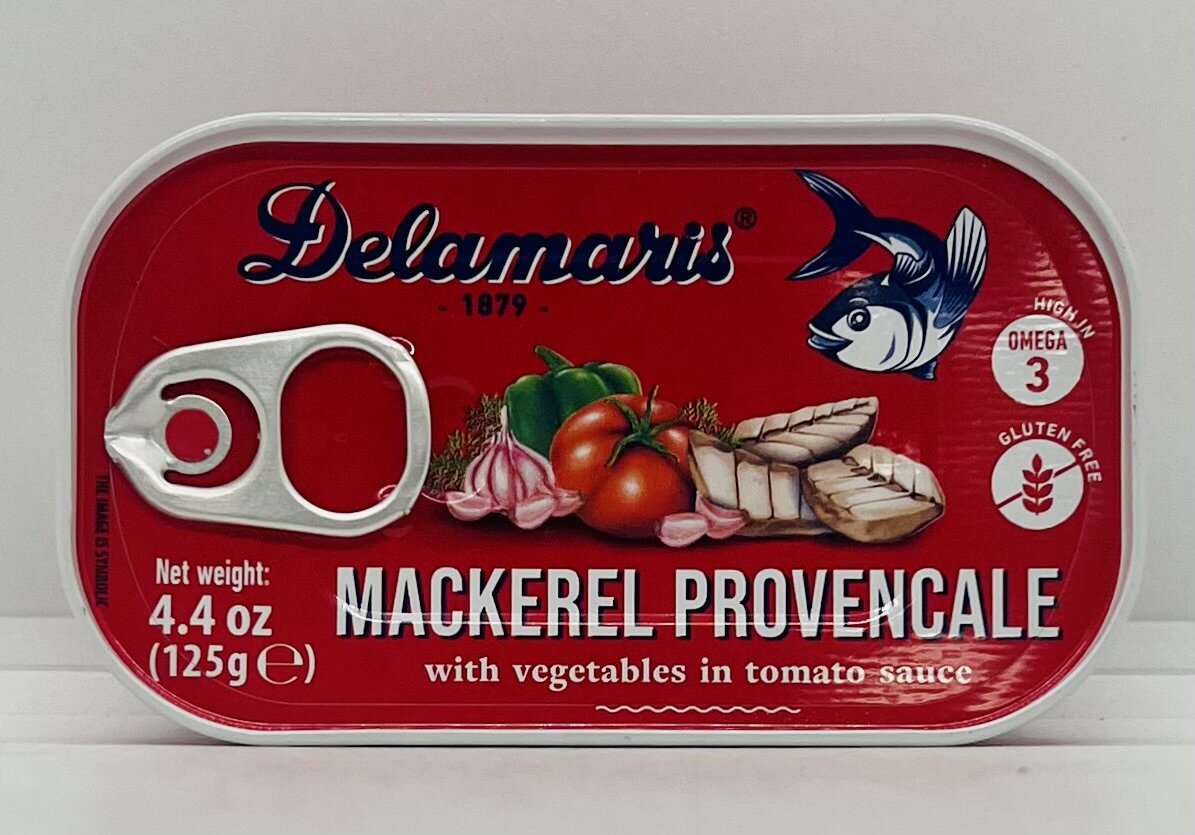 Delamaris®
- 1879 -
HIGH IN
OMEGA
3
GLUTEN FREE
THE IMAGE IS SYMBOLIC
Net weight:
4.4 oz
(125g ℮)
MACKEREL PROVENCALE
with vegetables in tomato sauce